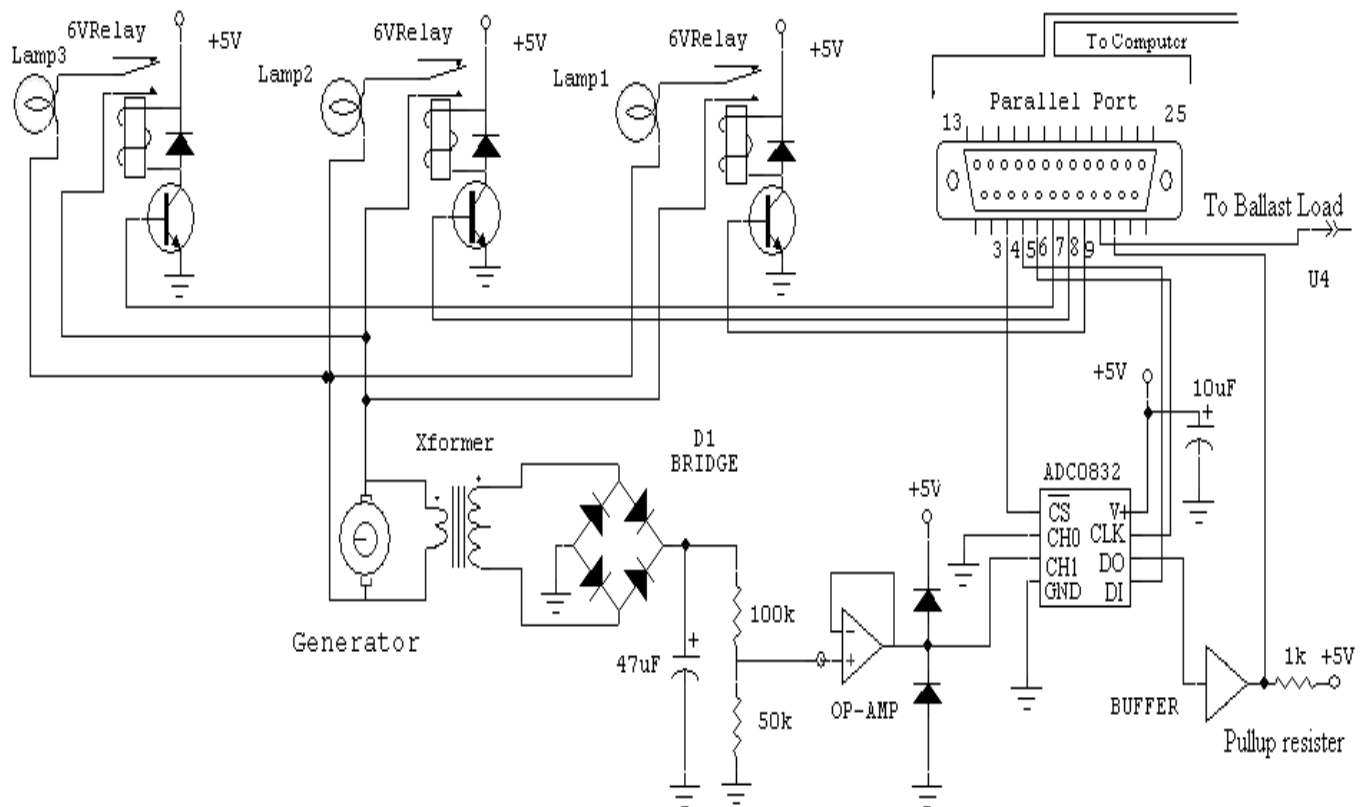 6VRelay
+5V
Lamp3
6VRelay
+5V
Lamp2
6VRelay
+5V
Lamp1
To Computer
Parallel Port
13
25
3
4
5
6
7
8
9
To Ballast Load
U4
+5V
10uF
+
Xformer
D1
BRIDGE
ADC0832
+5V
CS
CH0
CH1
GND
V+
CLK
DO
DI
Generator
+
47uF
100k
50k
-
+
OP-AMP
BUFFER
1k
+5V
Pullup resister